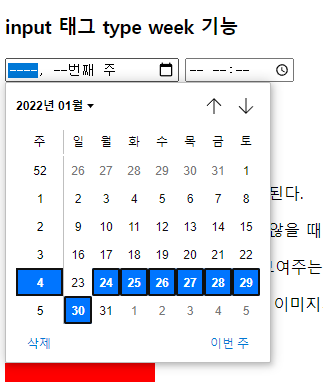 input 태그 type week 기능
----, --번째 주 -- --:--
2022년 01월
주 일 월 화 수 목 금 토
52 26 27 28 29 30 31 1
1 2 3 4 5 6 7 8
2 9 10 11 12 13 14 15
3 16 17 18 19 20 21 22
4 23 24 25 26 27 28 29
5 30 31 1 2 3 4 5
삭제 이번 주
된다.
않을 때
보여주는
이미지